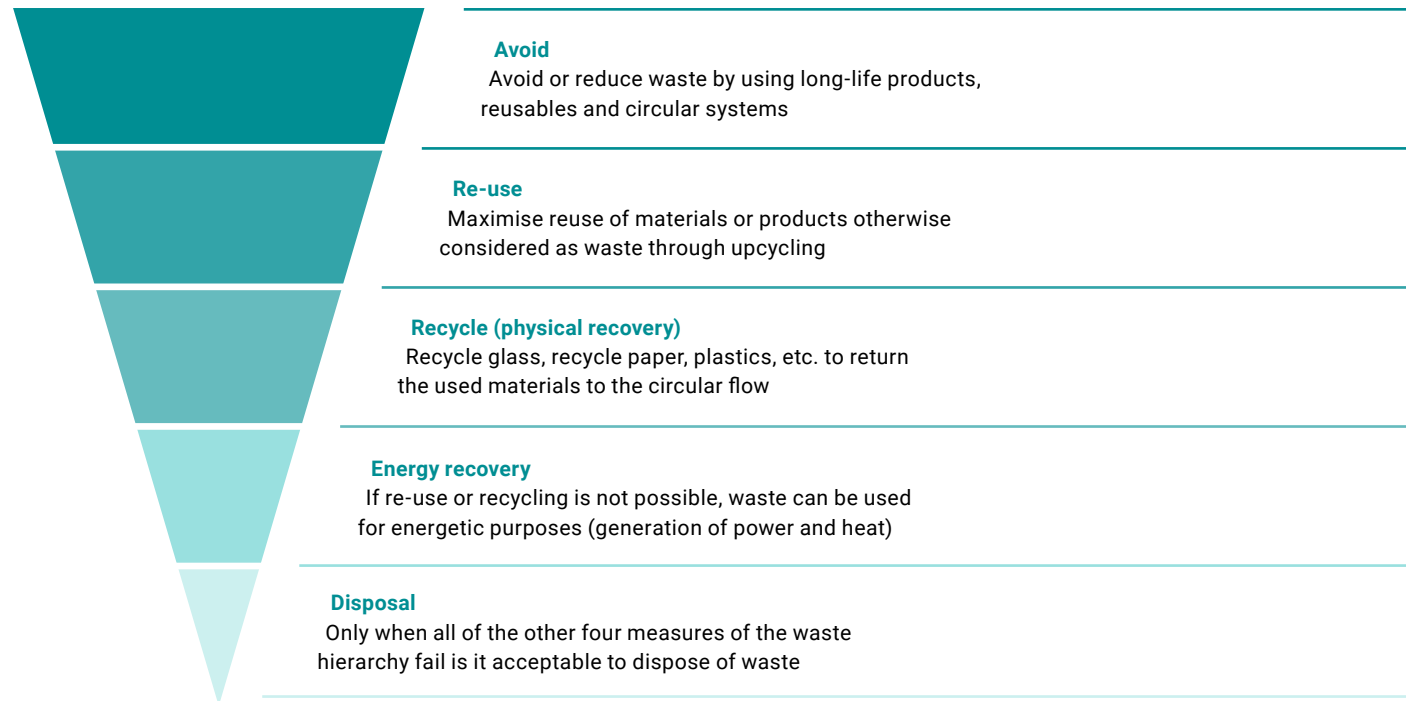 Avoid
Avoid or reduce waste by using long-life products,
reusables and circular systems
Re-use
Maximise reuse of materials or products otherwise
considered as waste through upcycling
Recycle (physical recovery)
Recycle glass, recycle paper, plastics, etc. to return
the used materials to the circular flow
Energy recovery
If re-use or recycling is not possible, waste can be used
for energetic purposes (generation of power and heat)
Disposal
Only when all of the other four measures of the waste
hierarchy fail is it acceptable to dispose of waste